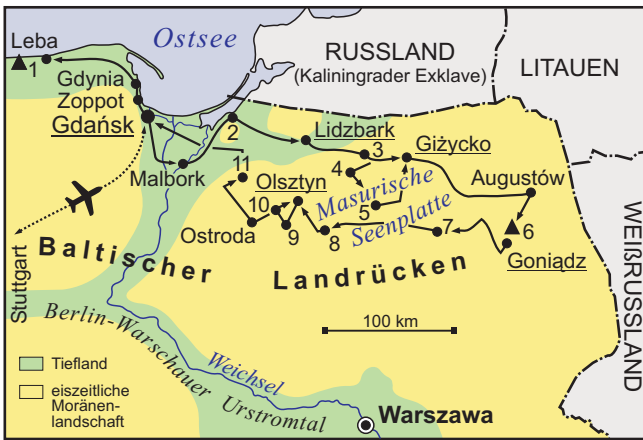 Ostsee
RUSSLAND
(Kaliningrader Exklave)
LITAUEN
WEIßRUSSLAND
Leba
1
Gdynia
Zoppot
Gdańsk
Malbork
2
Lidzbark
3
Giżycko
4
5
Masurische
Seenplatte
Augustów
6
Goniądz
7
8
9
10
Olsztyn
11
Ostroda
Stuttgart
Baltischer
Landrücken
100 km
Berlin-Warschauer Urstromtal
Weichsel
Warszawa
Tiefland
eiszeitliche
Moränen-
landschaft